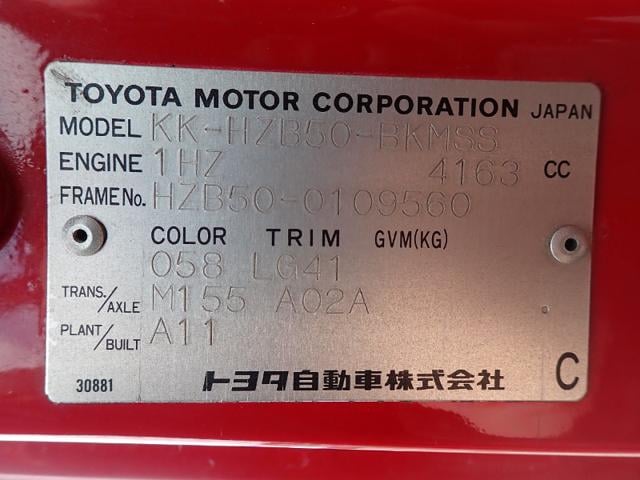 TOYOTA MOTOR CORPORATION JAPAN
MODEL KK-HZB50-BKMSS
ENGINE 1HZ 4163 CC
FRAME No. HZB50-0109560
COLOR TRIM GVM(KG)
058 LG41
TRANS./AXLE M155 A02A
PLANT/BUILT A11
30881 トヨタ自動車株式会社 C